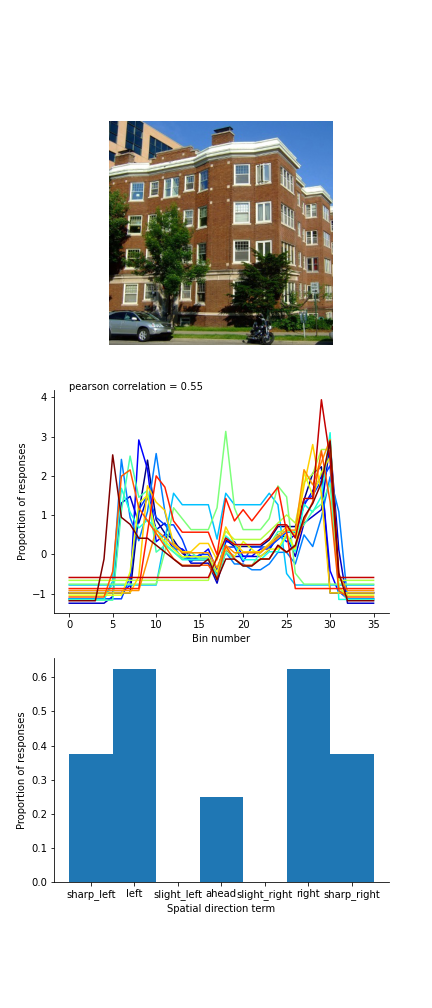 pearson correlation = 0.55
Proportion of responses
4
3
2
1
0
−1
0 5 10 15 20 25 30 35
Bin number
Proportion of responses
0.6
0.5
0.4
0.3
0.2
0.1
0.0
sharp_left left slight_left ahead slight_right right sharp_right
Spatial direction term